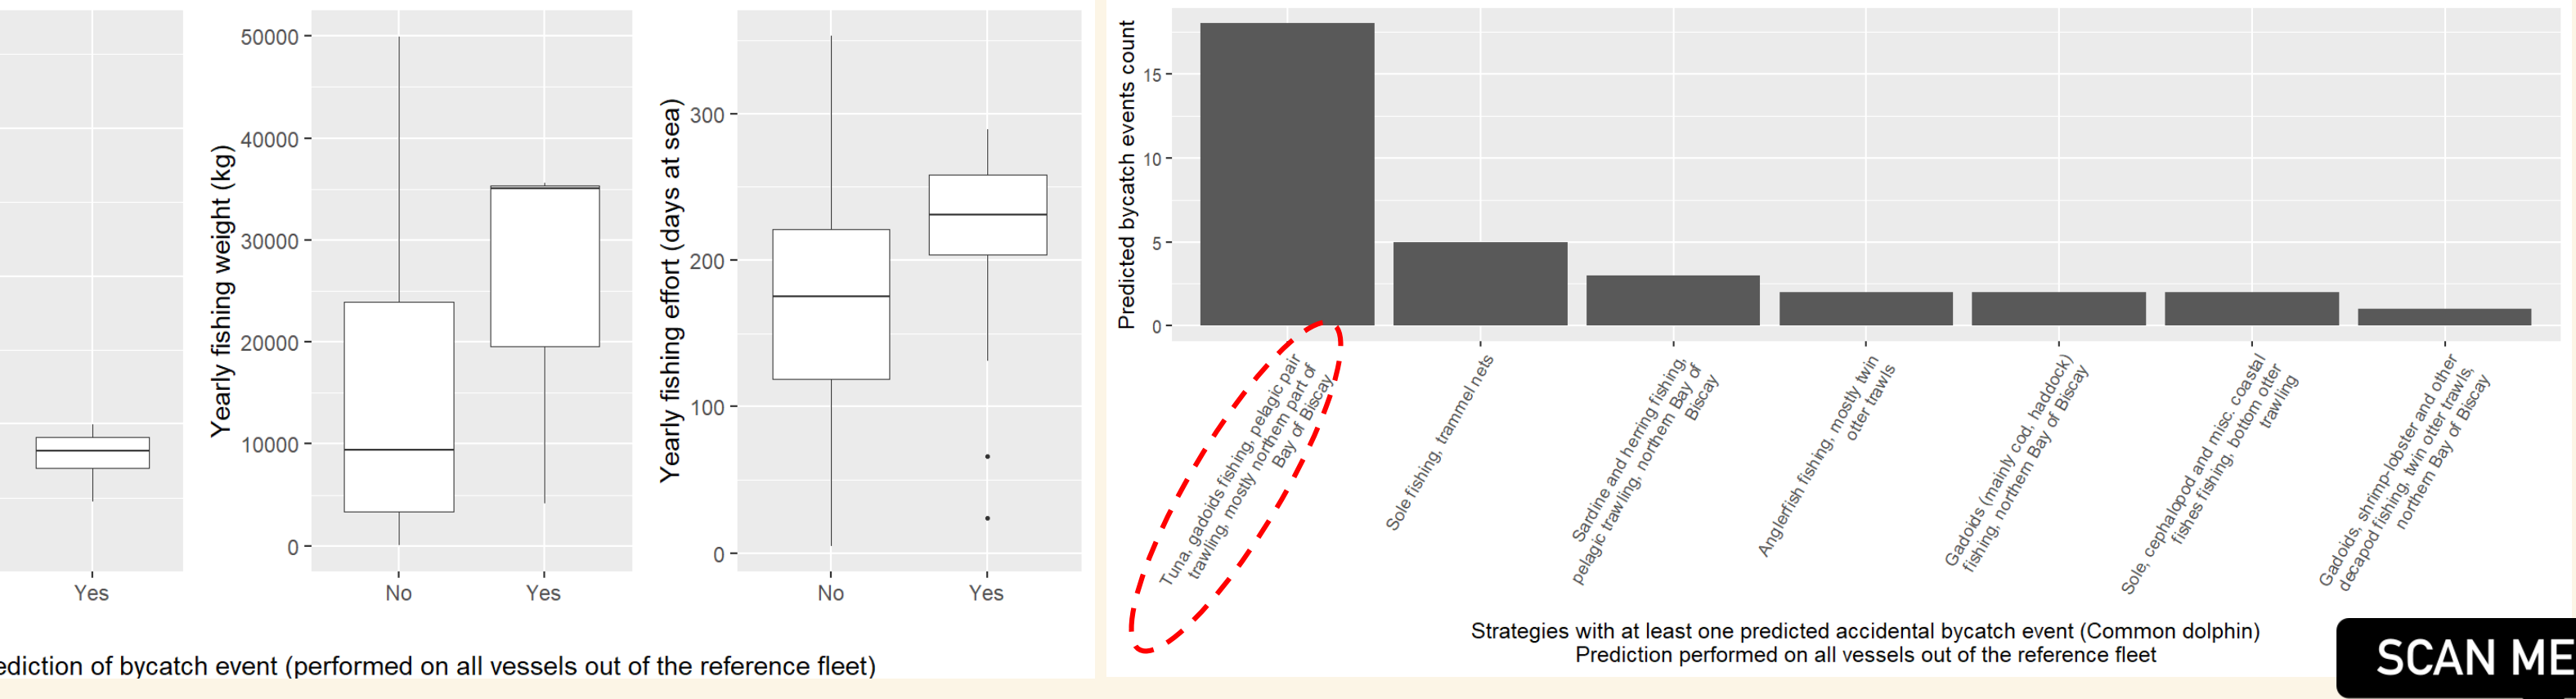 Yes
Yearly fishing weight (kg)
50000
40000
30000
20000
10000
0
No
Yes
Yearly fishing effort (days at sea)
300
200
100
0
No
Yes
ediction of bycatch event (performed on all vessels out of the reference fleet)
Predicted bycatch events count
15
10
5
0
Tuna, gadoids fishing, pelagic pair
trawling, mostly northern part of
Bay of Biscay
Sole fishing, trammel nets
Sardine and herring fishing,
pelagic trawling, northern Bay of
Biscay
Anglerfish fishing, mostly twin
otter trawls
Gadoids (mainly cod, haddock)
fishing, northern Bay of Biscay
Sole, cephalopod and misc. coastal
fishes fishing, bottom otter
trawling
Gadoids, shrimp-lobster and other
decapod fishing, twin otter trawls,
northern Bay of Biscay
Strategies with at least one predicted accidental bycatch event (Common dolphin)
Prediction performed on all vessels out of the reference fleet
SCAN ME